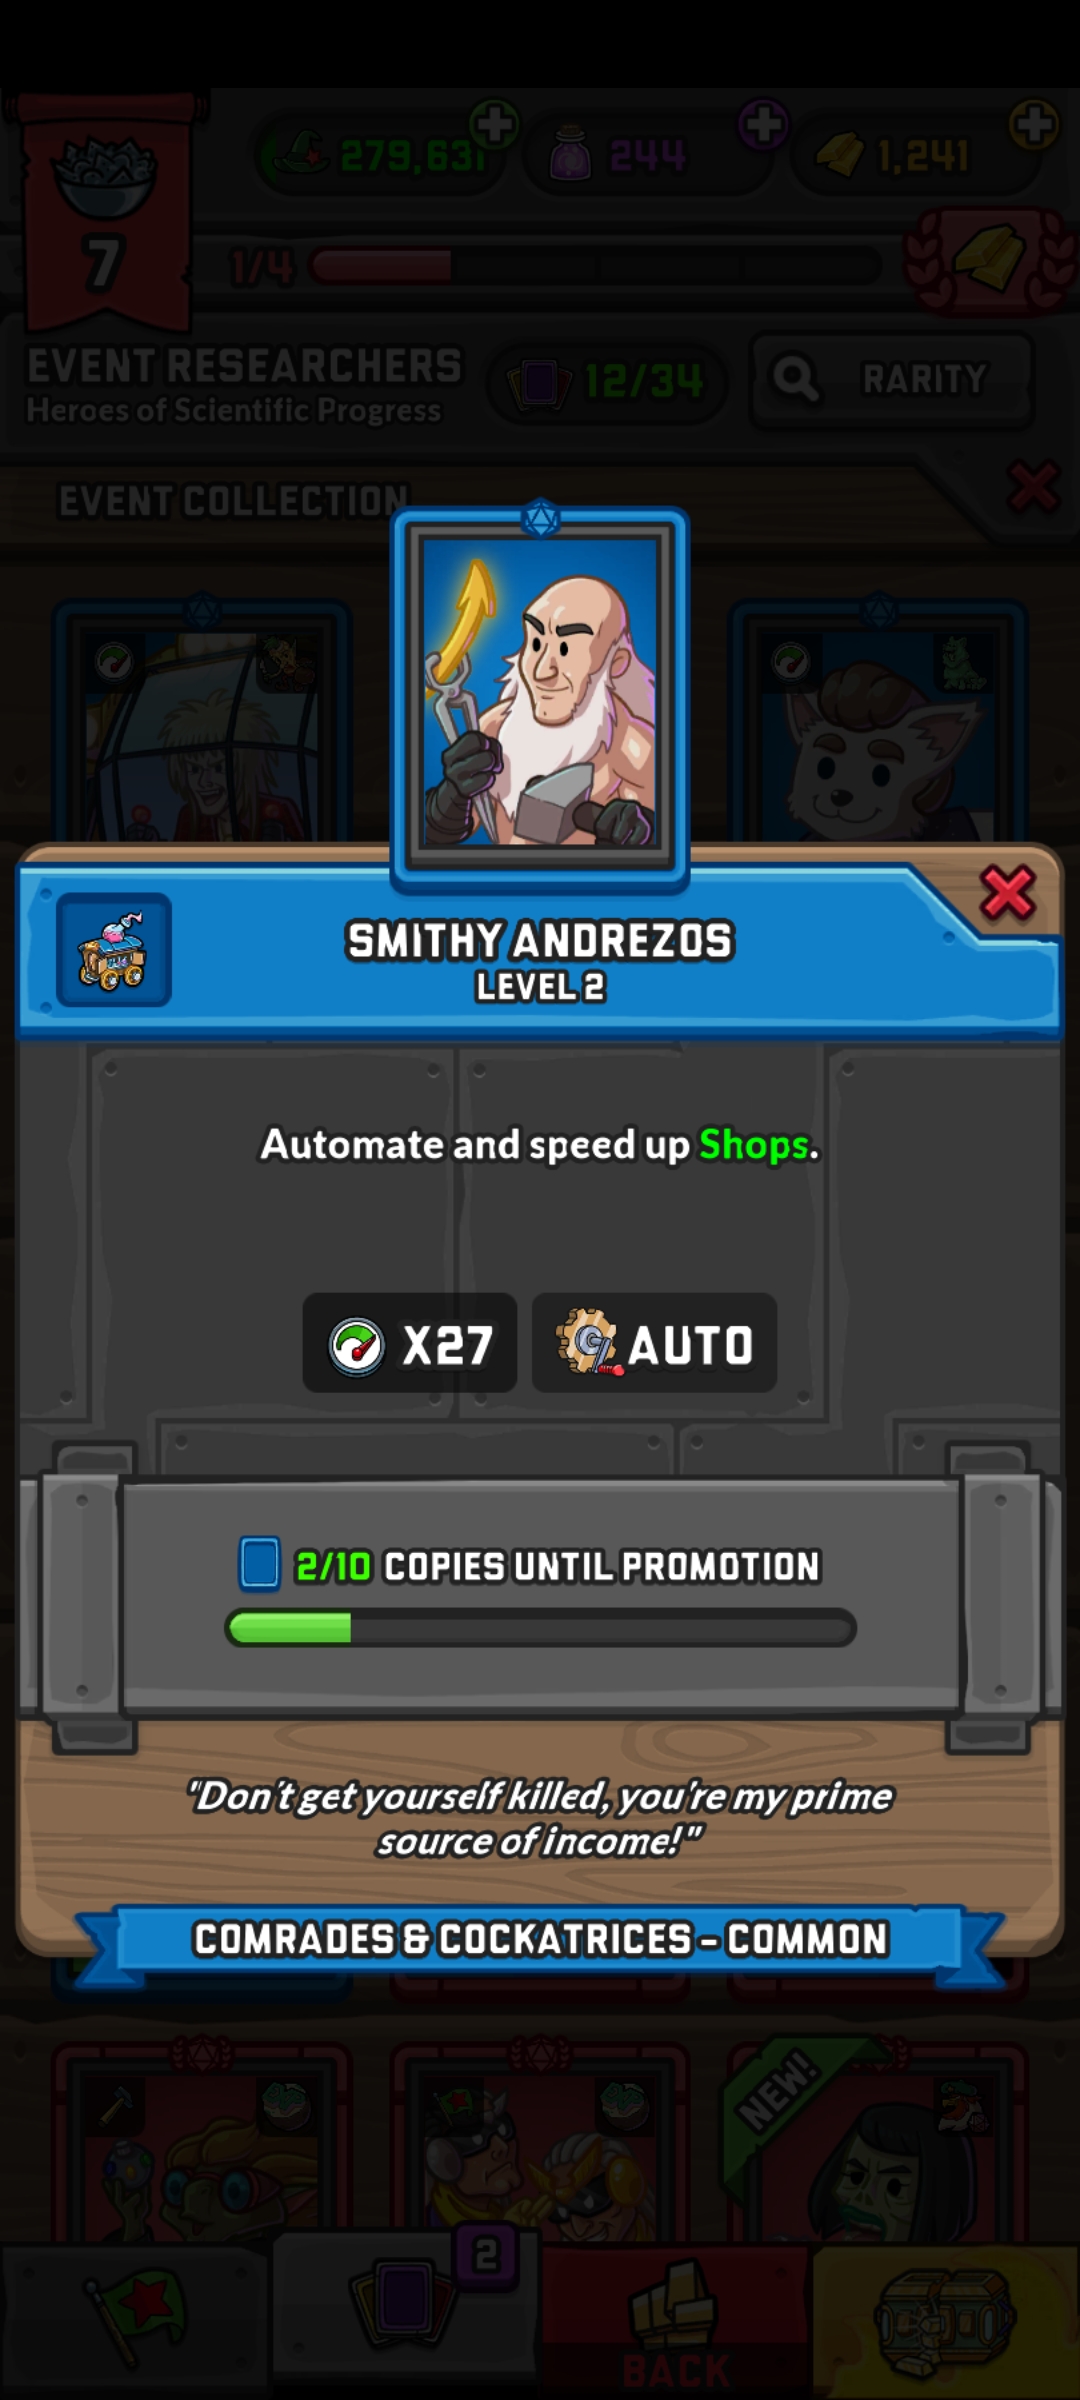 279,631
244
1,241
7
1/4
EVENT RESEARCHERS
Heroes of Scientific Progress
12/34
RARITY
EVENT COLLECTION
SMITHY ANDREZOS
LEVEL 2
Automate and speed up Shops.
X27
AUTO
2/10 COPIES UNTIL PROMOTION
"Don't get yourself killed, you're my prime
source of income!"
COMRADES & COCKATRICES - COMMON
NEW!
2
BACK